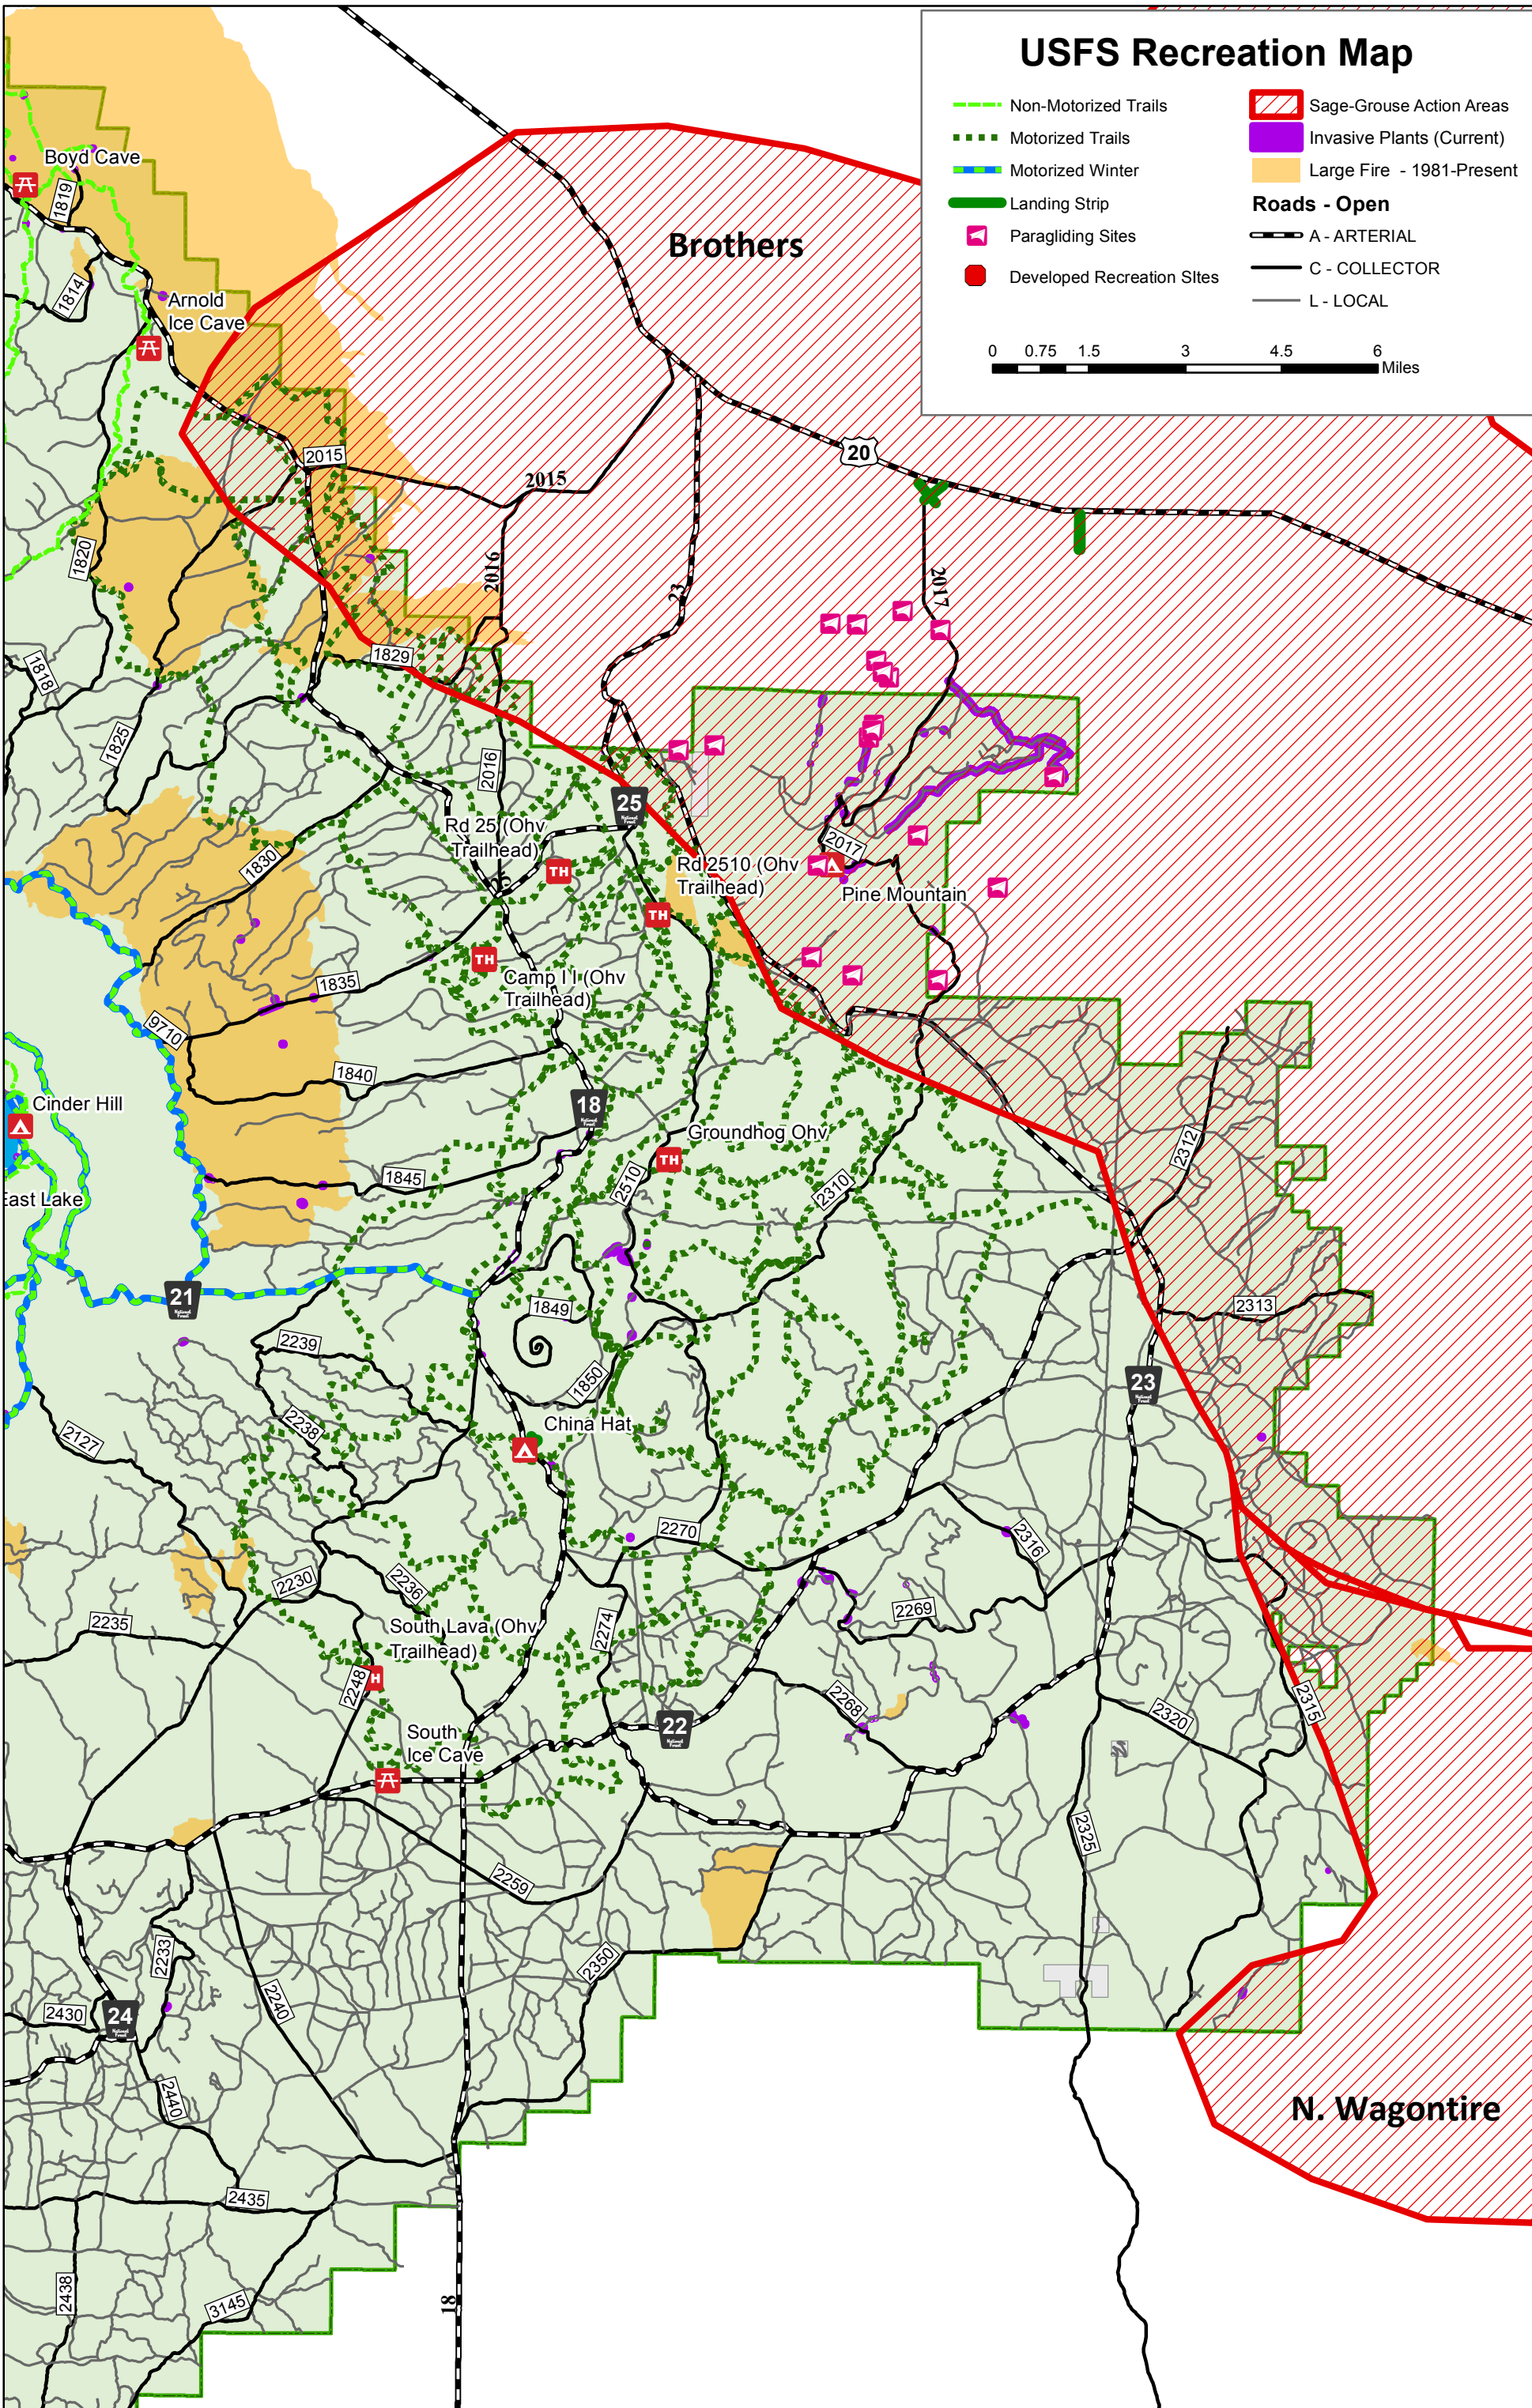 USFS Recreation Map
Non-Motorized Trails
Motorized Trails
Motorized Winter
Landing Strip
Paragliding Sites
Developed Recreation SItes
Sage-Grouse Action Areas
Invasive Plants (Current)
Large Fire - 1981-Present
Roads - Open
A - ARTERIAL
C - COLLECTOR
L - LOCAL
0 0.75 1.5 3 4.5 6
Miles
Boyd Cave
1819
Brothers
1814
Arnold
Ice Cave
2015
2015
20
1820
2016
23
2017
1818
1829
1825
2016
25
Rd 25 (Ohv
Trailhead)
1830
TH
Rd 2510 (Ohv
Trailhead)
2017
Pine Mountain
25
TH
TH
Camp I I (Ohv
Trailhead)
1835
9710
1840
Cinder Hill
18
Groundhog Ohv
TH
2312
1845
2510
2310
East Lake
21
1849
2313
2239
1850
23
2238
China Hat
2127
2270
2316
2230
2236
2269
2235
South Lava (Ohv
Trailhead)
2274
H
2248
2268
2315
2320
22
South
Ice Cave
2325
2259
2233
2350
2240
2430
24
2440
N. Wagontire
2435
2438
3145
18